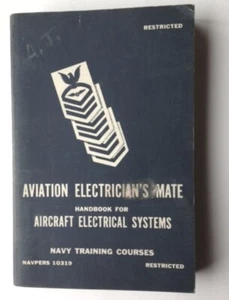 A.T.
RESTRICTED
AVIATION ELECTRICIAN'S MATE
HANDBOOK FOR
AIRCRAFT ELECTRICAL SYSTEMS
NAVY TRAINING COURSES
NAVPERS 10319 RESTRICTED